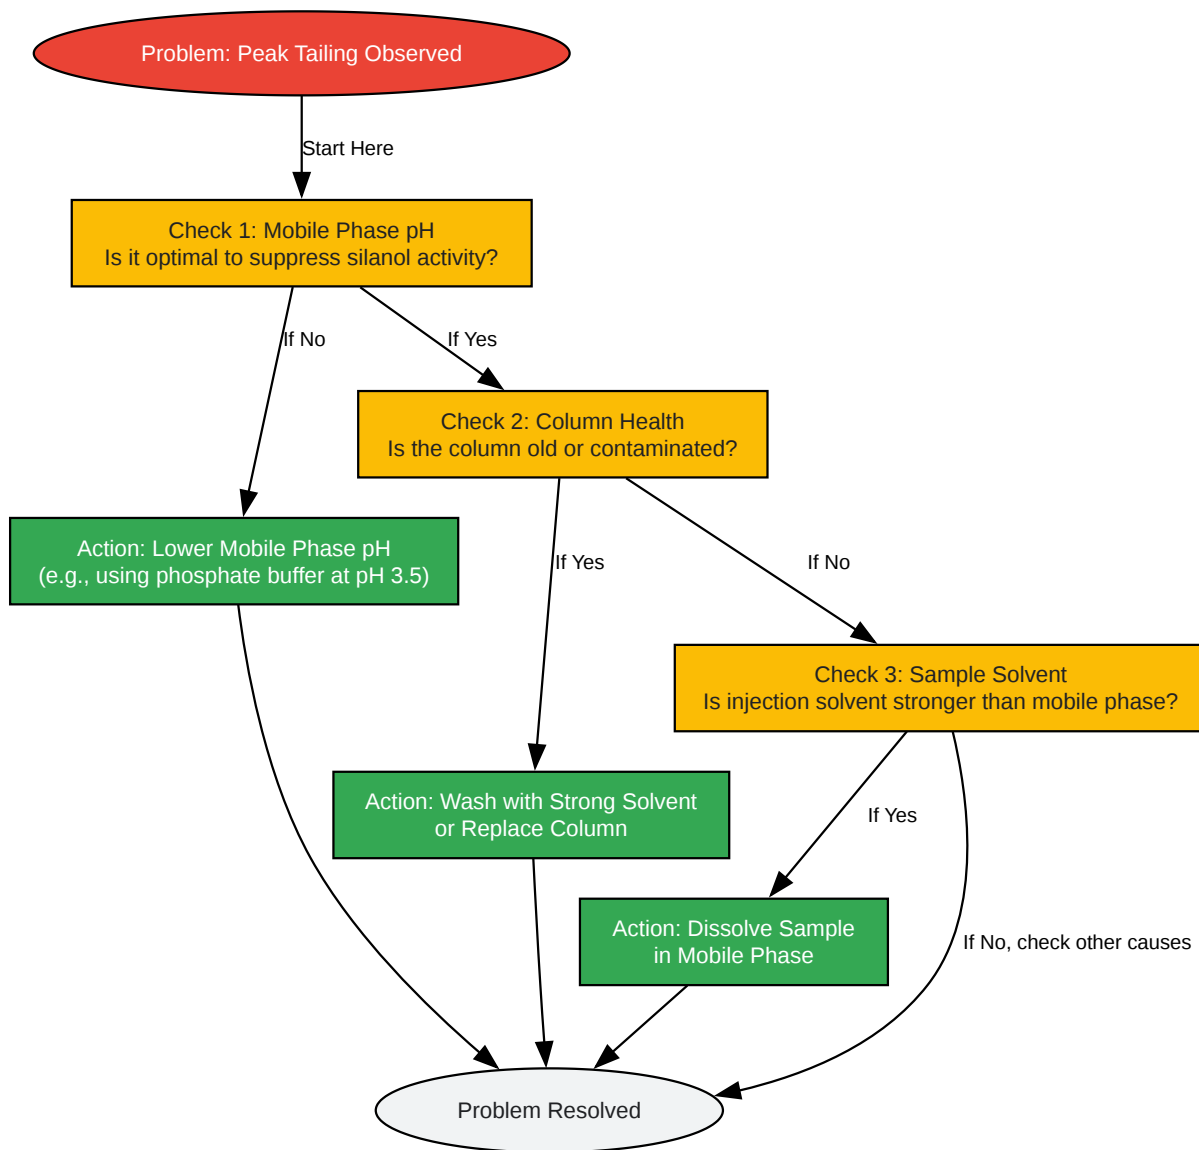 Problem: Peak Tailing Observed
Start Here
Check 1: Mobile Phase pH
Is it optimal to suppress silanol activity?
If No
If Yes
Check 2: Column Health
Is the column old or contaminated?
Action: Lower Mobile Phase pH
(e.g., using phosphate buffer at pH 3.5)
If Yes
If No
Check 3: Sample Solvent
Is injection solvent stronger than mobile phase?
Action: Wash with Strong Solvent
or Replace Column
If Yes
Action: Dissolve Sample
in Mobile Phase
If No, check other causes
Problem Resolved